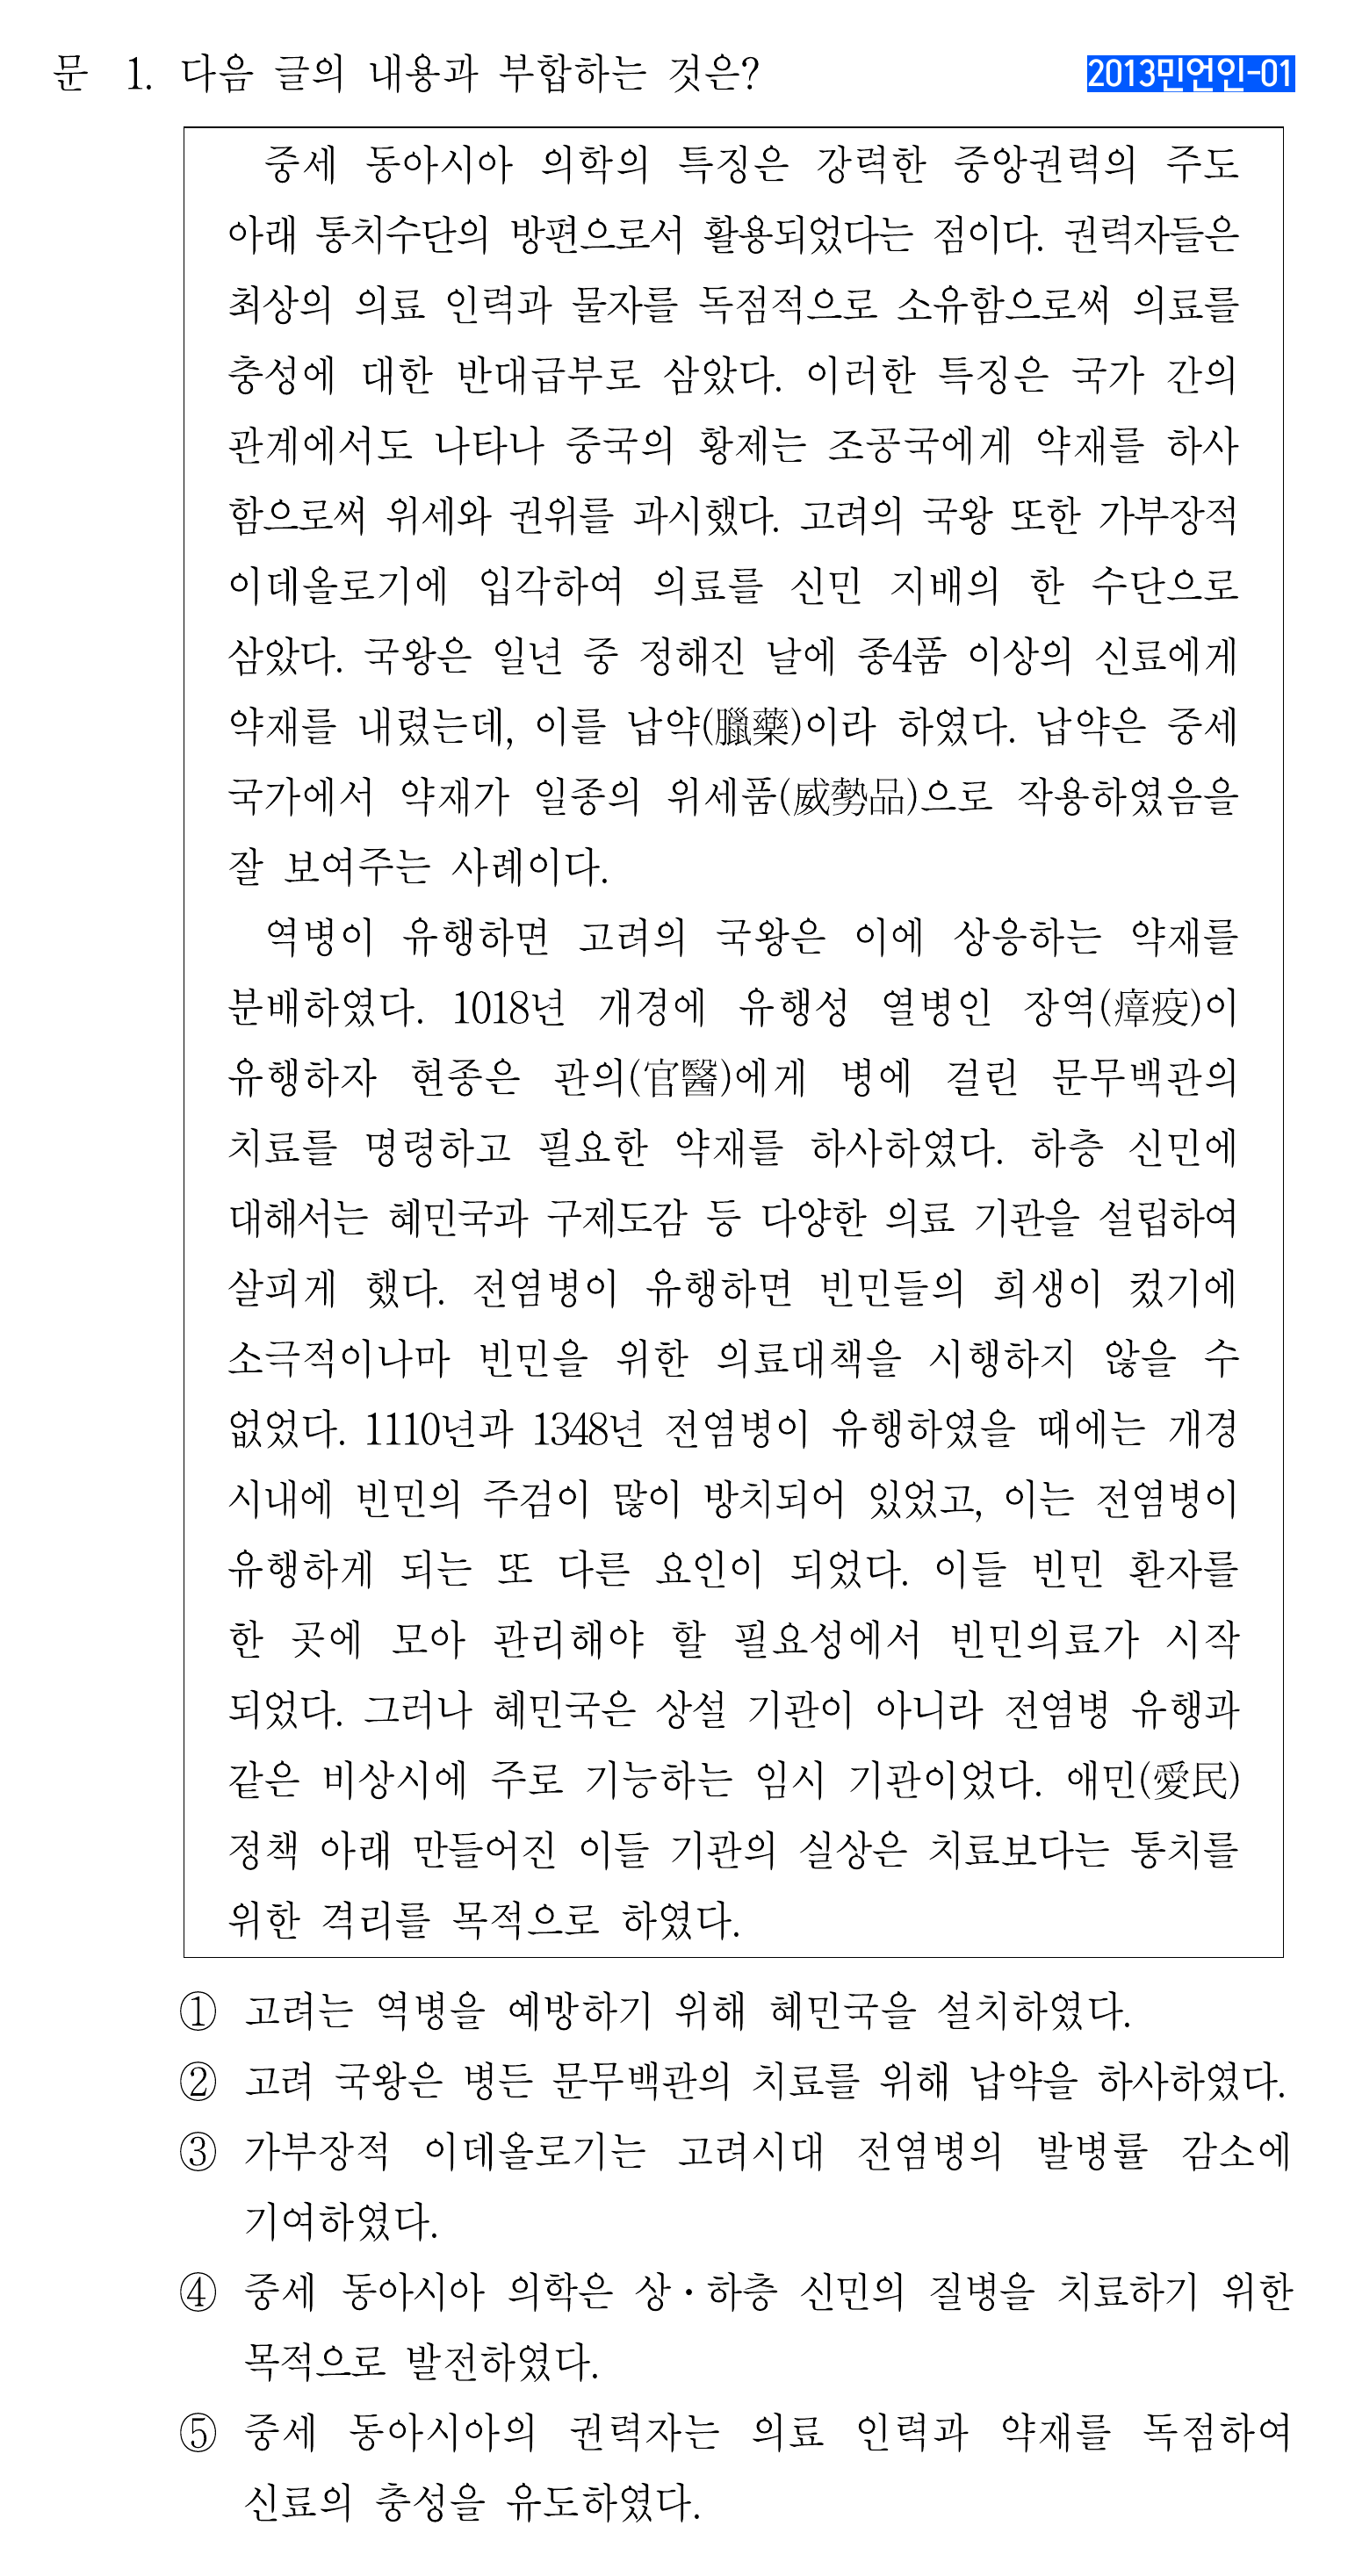 문 1. 다음 글의 내용과 부합하는 것은?
2013민언인-01
중세 동아시아 의학의 특징은 강력한 중앙권력의 주도
아래 통치수단의 방편으로서 활용되었다는 점이다. 권력자들은
최상의 의료 인력과 물자를 독점적으로 소유함으로써 의료를
충성에 대한 반대급부로 삼았다. 이러한 특징은 국가 간의
관계에서도 나타나 중국의 황제는 조공국에게 약재를 하사
함으로써 위세와 권위를 과시했다. 고려의 국왕 또한 가부장적
이데올로기에 입각하여 의료를 신민 지배의 한 수단으로
삼았다. 국왕은 일년 중 정해진 날에 종4품 이상의 신료에게
약재를 내렸는데, 이를 납약(臘藥)이라 하였다. 납약은 중세
국가에서 약재가 일종의 위세품(威勢品)으로 작용하였음을
잘 보여주는 사례이다.
역병이 유행하면 고려의 국왕은 이에 상응하는 약재를
분배하였다. 1018년 개경에 유행성 열병인 장역(瘴疫)이
유행하자 현종은 관의(官醫)에게 병에 걸린 문무백관의
치료를 명령하고 필요한 약재를 하사하였다. 하층 신민에
대해서는 혜민국과 구제도감 등 다양한 의료 기관을 설립하여
살피게 했다. 전염병이 유행하면 빈민들의 희생이 컸기에
소극적이나마 빈민을 위한 의료대책을 시행하지 않을 수
없었다. 1110년과 1348년 전염병이 유행하였을 때에는 개경
시내에 빈민의 주검이 많이 방치되어 있었고, 이는 전염병이
유행하게 되는 또 다른 요인이 되었다. 이들 빈민 환자를
한 곳에 모아 관리해야 할 필요성에서 빈민의료가 시작
되었다. 그러나 혜민국은 상설 기관이 아니라 전염병 유행과
같은 비상시에 주로 기능하는 임시 기관이었다. 애민(愛民)
정책 아래 만들어진 이들 기관의 실상은 치료보다는 통치를
위한 격리를 목적으로 하였다.
① 고려는 역병을 예방하기 위해 혜민국을 설치하였다.
② 고려 국왕은 병든 문무백관의 치료를 위해 납약을 하사하였다.
③ 가부장적 이데올로기는 고려시대 전염병의 발병률 감소에
기여하였다.
④ 중세 동아시아 의학은 상·하층 신민의 질병을 치료하기 위한
목적으로 발전하였다.
⑤ 중세 동아시아의 권력자는 의료 인력과 약재를 독점하여
신료의 충성을 유도하였다.